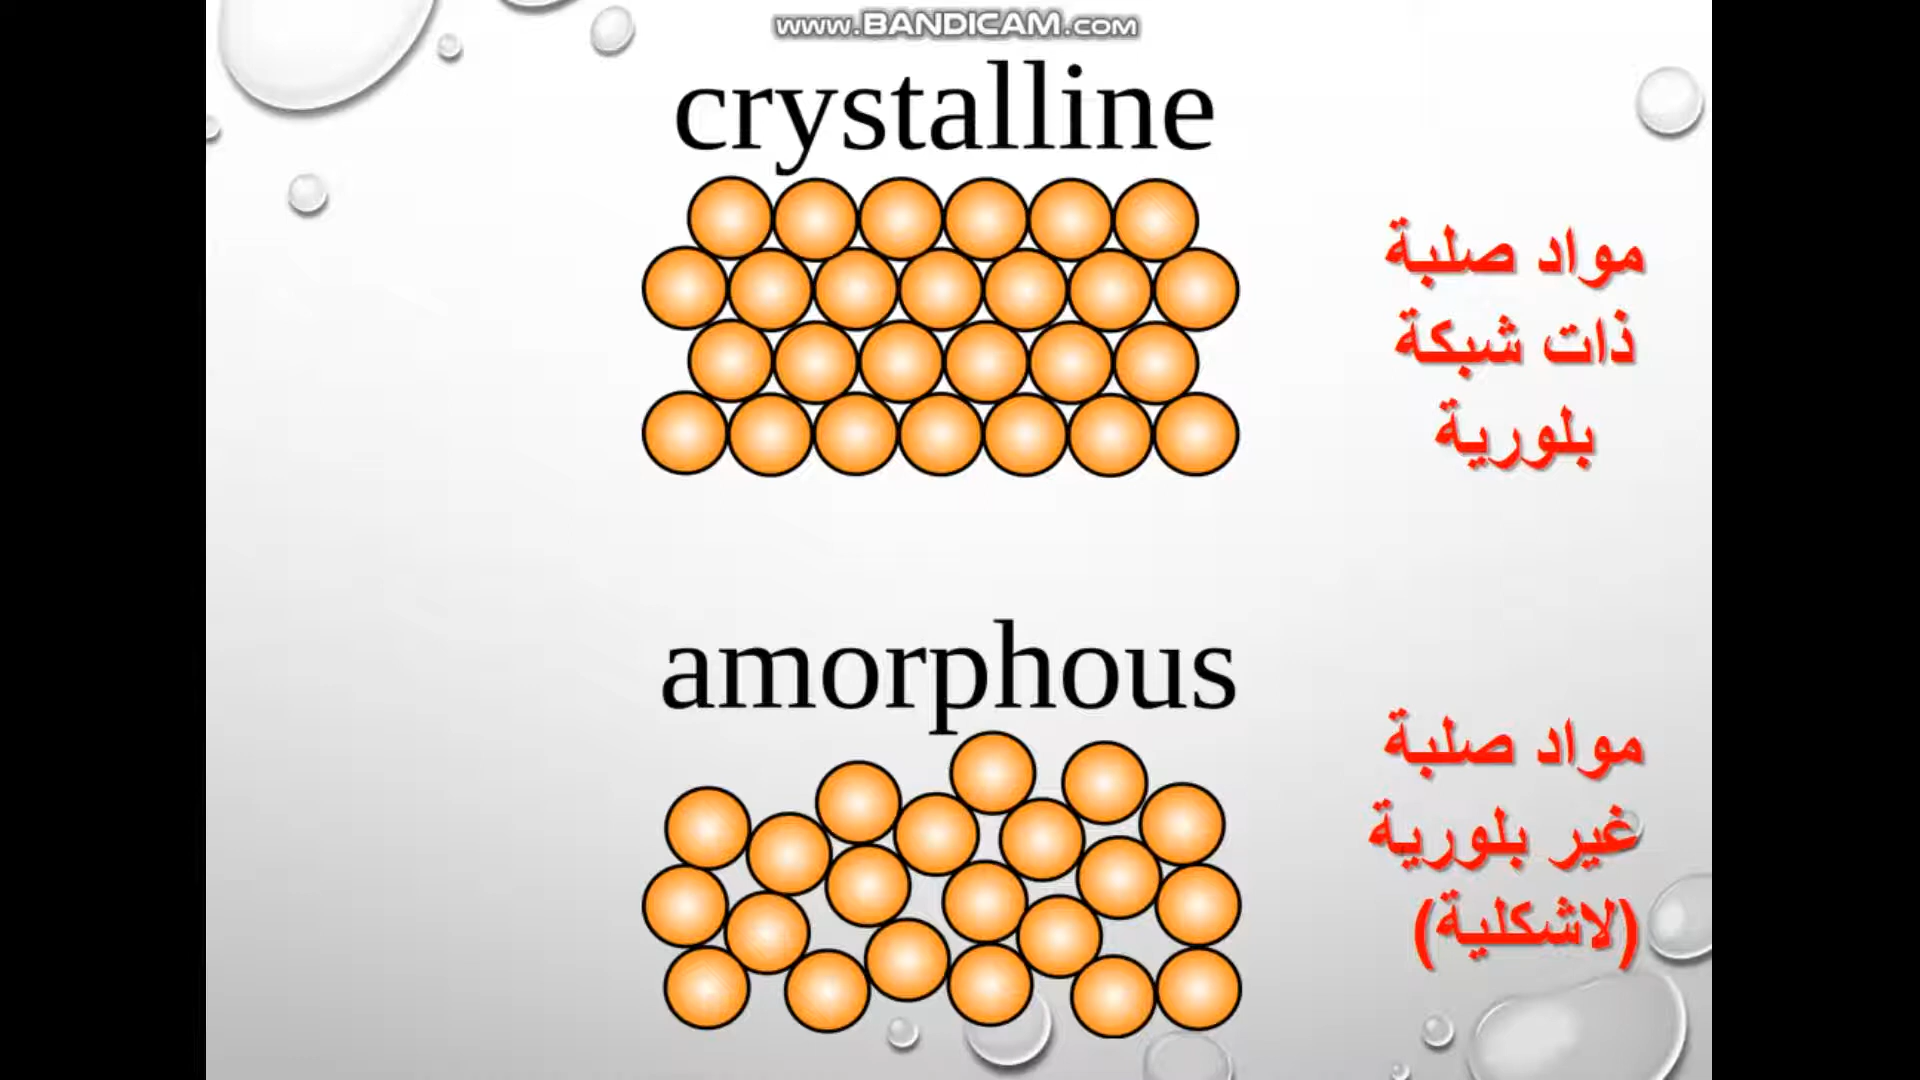 www.BANDICAM.com
crystalline
مواد صلبة
ذات شبكة
بلورية
amorphous
مواد صلبة
غير بلورية
(لاشكلية)